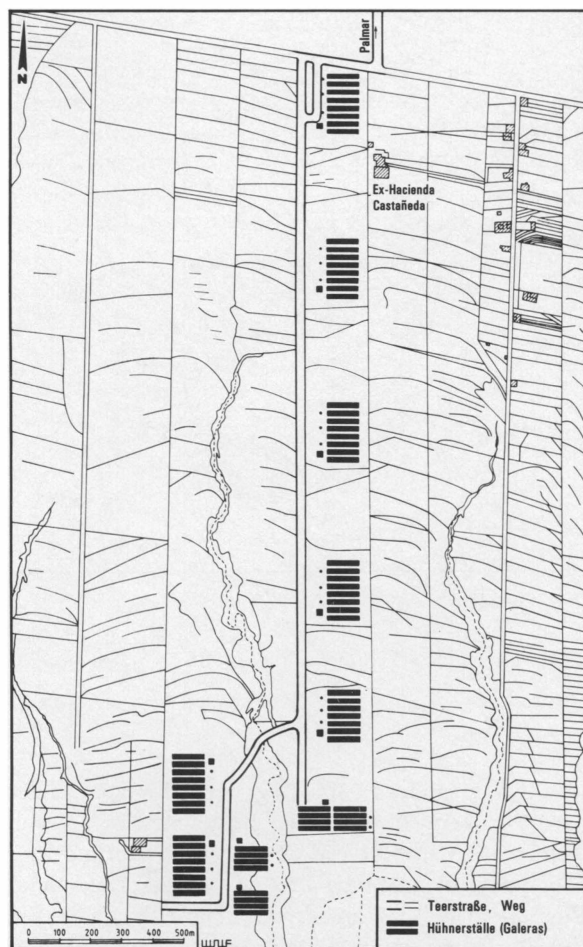 Palmar
N
Ex-Hacienda
Castañeda
0 100 200 300 400 500m
Teerstraße, Weg
Hühnerställe (Galeras)